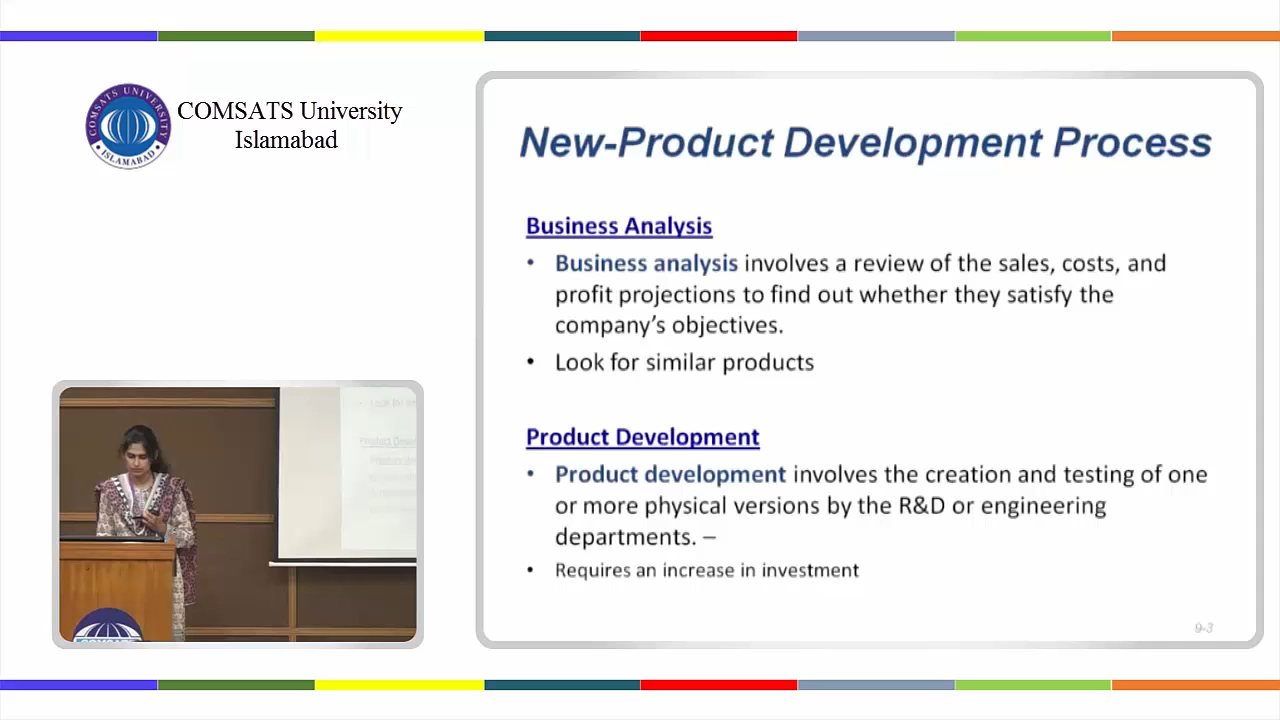 COMSATS UNIVERSITY
ISLAMABAD
COMSATS University
Islamabad
New-Product Development Process
Business Analysis
• Business analysis involves a review of the sales, costs, and
profit projections to find out whether they satisfy the
company's objectives.
• Look for similar products
Product Development
• Product development involves the creation and testing of one
or more physical versions by the R&D or engineering
departments. –
• Requires an increase in investment
9-3